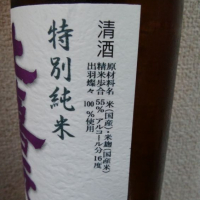 清酒
原材料名 米(国産)・米麹(国産米)
精米歩合 55% アルコール分 16度
出羽燦々 100%使用
特別純米